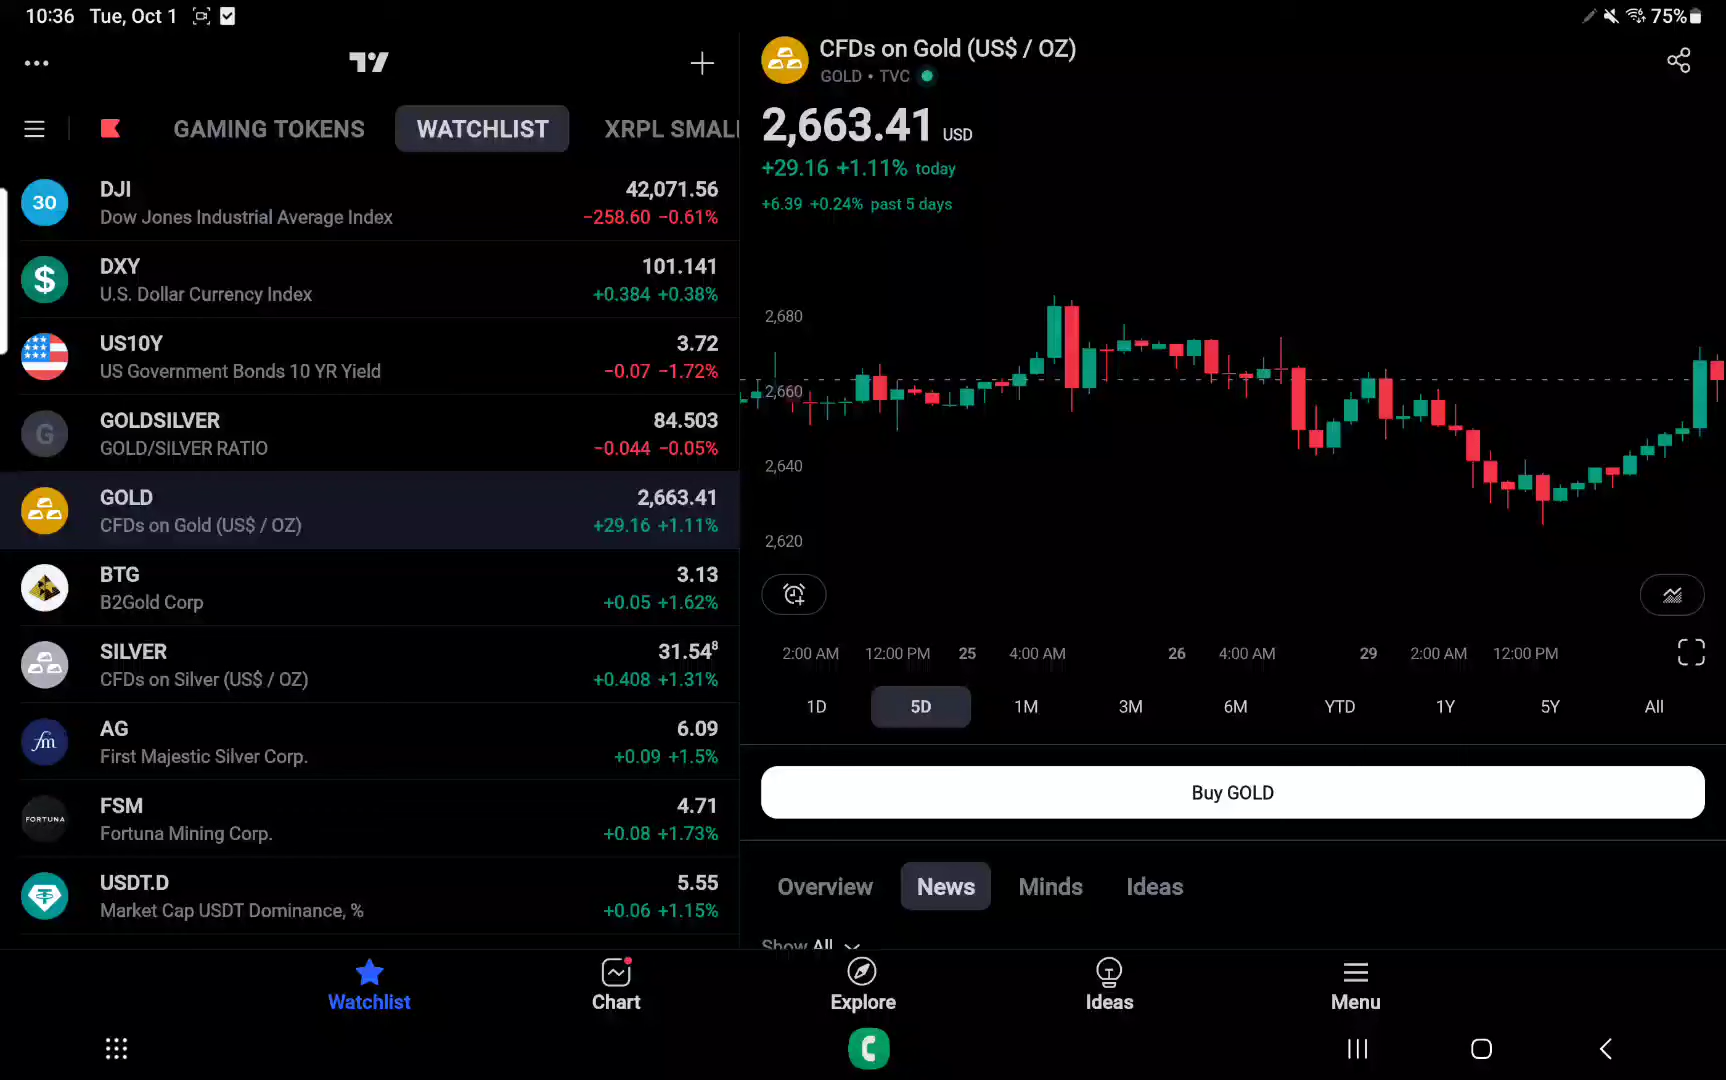 10:36 Tue, Oct 1
75%
GAMING TOKENS
WATCHLIST
XRPL SMAL
30
DJI
42,071.56
Dow Jones Industrial Average Index
−258.60 −0.61%
DXY
101.141
U.S. Dollar Currency Index
+0.384 +0.38%
US10Y
3.72
US Government Bonds 10 YR Yield
−0.07 −1.72%
G
GOLDSILVER
84.503
GOLD/SILVER RATIO
−0.044 −0.05%
GOLD
2,663.41
CFDs on Gold (US$ / OZ)
+29.16 +1.11%
BTG
3.13
B2Gold Corp
+0.05 +1.62%
SILVER
31.54⁸
CFDs on Silver (US$ / OZ)
+0.408 +1.31%
fm
AG
6.09
First Majestic Silver Corp.
+0.09 +1.5%
FORTUNA
FSM
4.71
Fortuna Mining Corp.
+0.08 +1.73%
USDT.D
5.55
Market Cap USDT Dominance, %
+0.06 +1.15%
CFDs on Gold (US$ / OZ)
GOLD • TVC
2,663.41 USD
+29.16 +1.11% today
+6.39 +0.24% past 5 days
2,680
2,660
2,640
2,620
2:00 AM 12:00 PM 25 4:00 AM 26 4:00 AM 29 2:00 AM 12:00 PM
1D 5D 1M 3M 6M YTD 1Y 5Y All
Buy GOLD
Overview News Minds Ideas
Show All
Watchlist Chart Explore Ideas Menu